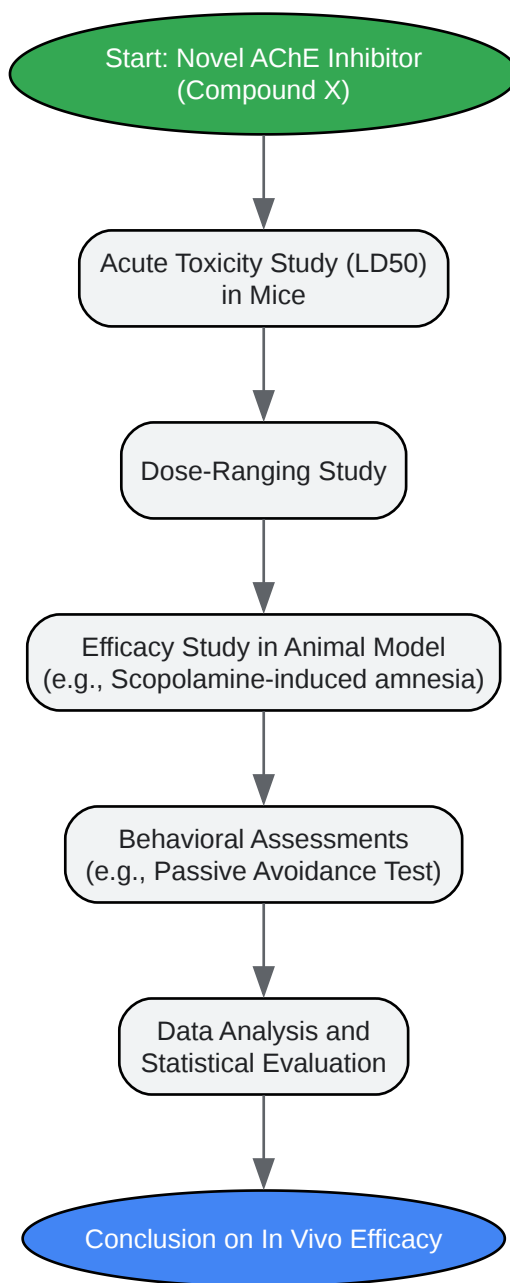 Start: Novel AChE Inhibitor
(Compound X)
Acute Toxicity Study (LD50)
in Mice
Dose-Ranging Study
Efficacy Study in Animal Model
(e.g., Scopolamine-induced amnesia)
Behavioral Assessments
(e.g., Passive Avoidance Test)
Data Analysis and
Statistical Evaluation
Conclusion on In Vivo Efficacy